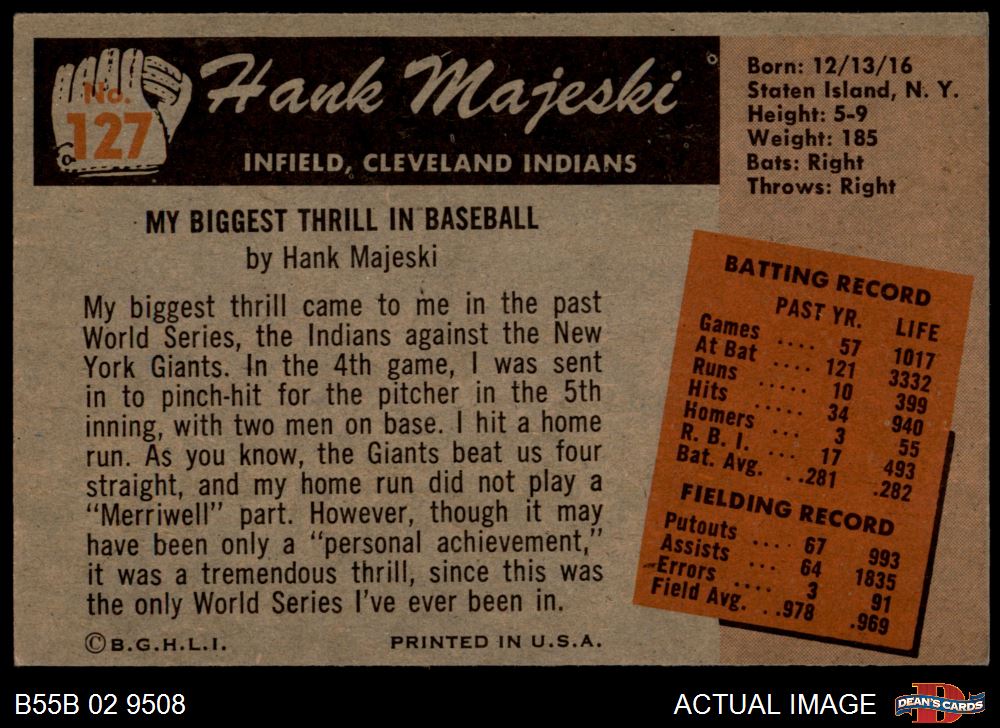 No.
127
Hank Majeski
INFIELD, CLEVELAND INDIANS
MY BIGGEST THRILL IN BASEBALL
by Hank Majeski
My biggest thrill came to me in the past
World Series, the Indians against the New
York Giants. In the 4th game, I was sent
in to pinch-hit for the pitcher in the 5th
inning, with two men on base. I hit a home
run. As you know, the Giants beat us four
straight, and my home run did not play a
"Merriwell" part. However, though it may
have been only a "personal achievement,"
it was a tremendous thrill, since this was
the only World Series I've ever been in.
© B.G.H.L.I. PRINTED IN U.S.A.
Born: 12/13/16
Staten Island, N. Y.
Height: 5-9
Weight: 185
Bats: Right
Throws: Right
BATTING RECORD
PAST YR. LIFE
Games .... 57 1017
At Bat .... 121 3332
Runs ..... 10 399
Hits ..... 34 940
Homers ... 3 55
R. B. I. 17 493
Bat. Avg. ..281 .282
FIELDING RECORD
Putouts .... 67 993
Assists ... 64 1835
Errors .... 3 91
Field Avg. ..978 .969
B55B 02 9508
ACTUAL IMAGE
D
DEAN'S CARDS